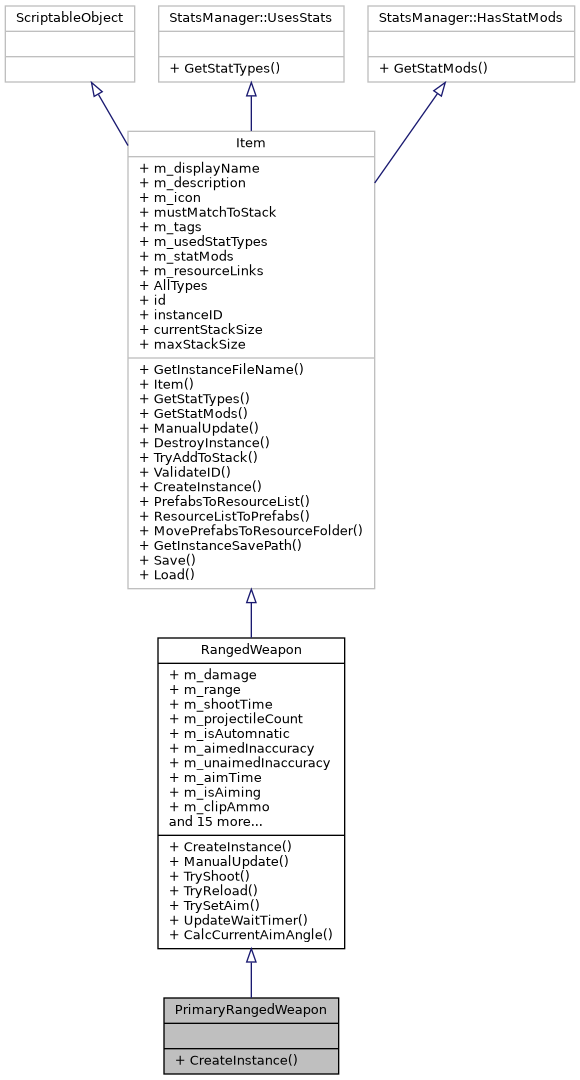 ScriptableObject
StatsManager::UsesStats
+ GetStatTypes()
StatsManager::HasStatMods
+ GetStatMods()
Item
+ m_displayName
+ m_description
+ m_icon
+ mustMatchToStack
+ m_tags
+ m_usedStatTypes
+ m_statMods
+ m_resourceLinks
+ AllTypes
+ id
+ instanceID
+ currentStackSize
+ maxStackSize
+ GetInstanceFileName()
+ Item()
+ GetStatTypes()
+ GetStatMods()
+ ManualUpdate()
+ DestroyInstance()
+ TryAddToStack()
+ ValidateID()
+ CreateInstance()
+ PrefabsToResourceList()
+ ResourceListToPrefabs()
+ MovePrefabsToResourceFolder()
+ GetInstanceSavePath()
+ Save()
+ Load()
RangedWeapon
+ m_damage
+ m_range
+ m_shootTime
+ m_projectileCount
+ m_isAutomnatic
+ m_aimedInaccuracy
+ m_unaimedInaccuracy
+ m_aimTime
+ m_isAiming
+ m_clipAmmo
and 15 more...
+ CreateInstance()
+ ManualUpdate()
+ TryShoot()
+ TryReload()
+ TrySetAim()
+ UpdateWaitTimer()
+ CalcCurrentAimAngle()
PrimaryRangedWeapon
+ CreateInstance()